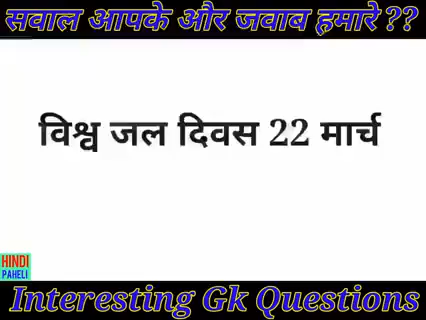 सवाल आपके और जवाब हमारे ??
विश्व जल दिवस 22 मार्च
HINDI
PAHELI
Interesting Gk Questions